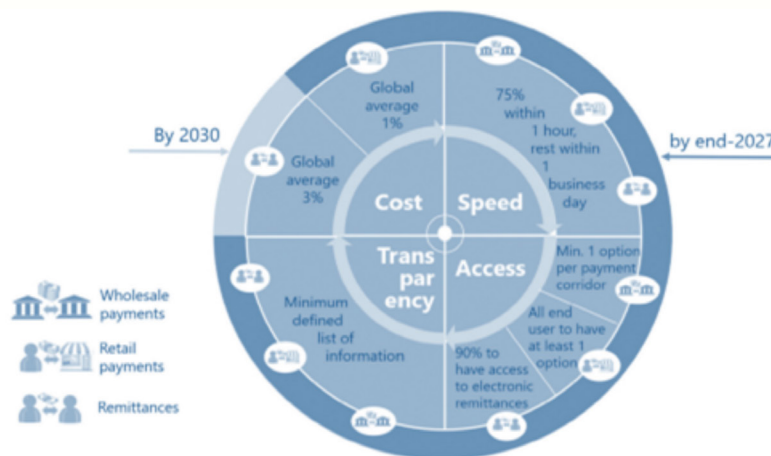 Global
average
1%
75%
within
1 hour,
rest within
1
business
day
By 2030
by end-2027
Global
average
3%
Cost
Speed
Trans
par
ency
Access
Min. 1 option
per payment
corridor
All end
user to have
at least 1
option
90% to
have access
to electronic
remittances
Minimum
defined
list of
information
Wholesale
payments
Retail
payments
Remittances